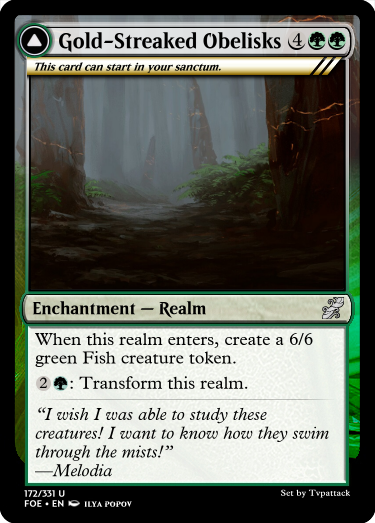 Gold-Streaked Obelisks 4
This card can start in your sanctum.
Enchantment — Realm
When this realm enters, create a 6/6
green Fish creature token.
2 : Transform this realm.
“I wish I was able to study these
creatures! I want to know how they swim
through the mists!”
—Melodia
172/331 U
Set by Tvpattack
FOE • EN ILYA POPOV